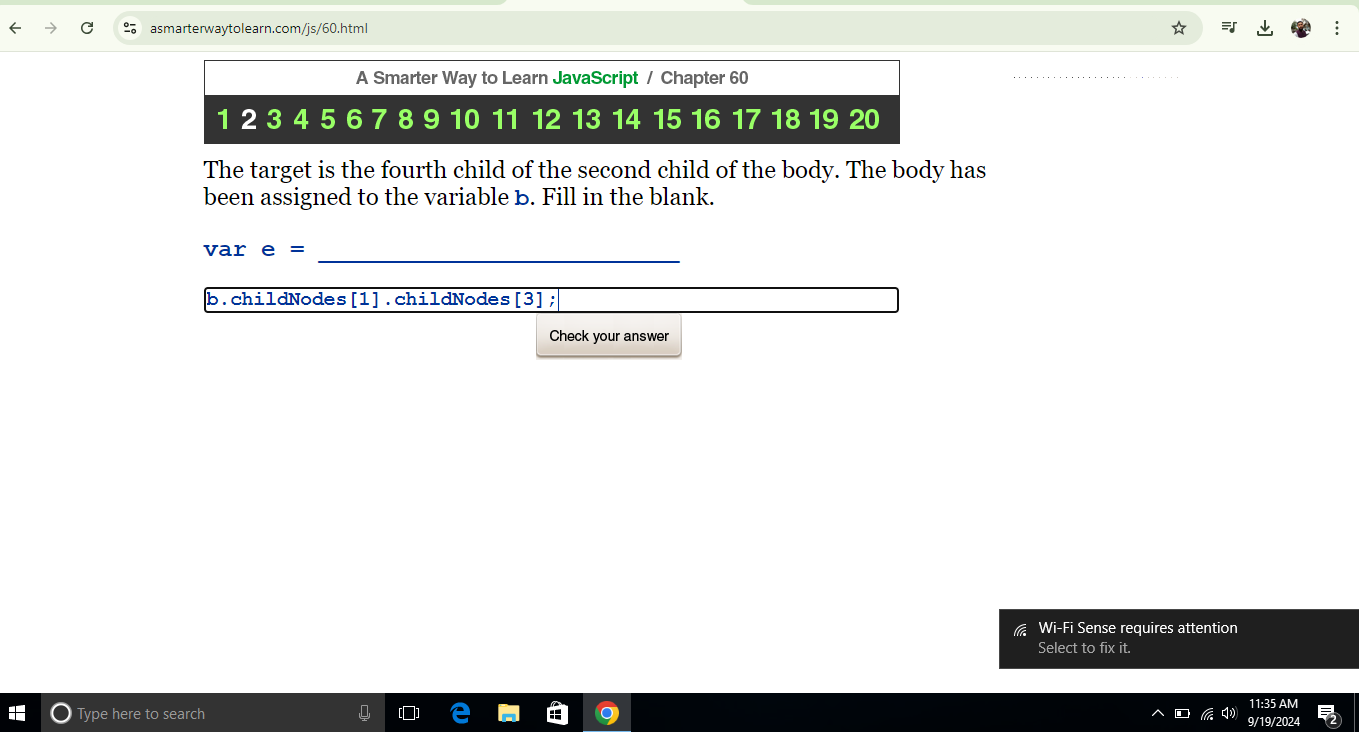 asmarterwaytolearn.com/js/60.html
A Smarter Way to Learn JavaScript / Chapter 60
1 2 3 4 5 6 7 8 9 10 11 12 13 14 15 16 17 18 19 20
The target is the fourth child of the second child of the body. The body has
been assigned to the variable b. Fill in the blank.
var e = _________________________
b.childNodes[1].childNodes[3];
Check your answer
Wi-Fi Sense requires attention
Select to fix it.
Type here to search
11:35 AM
9/19/2024
2